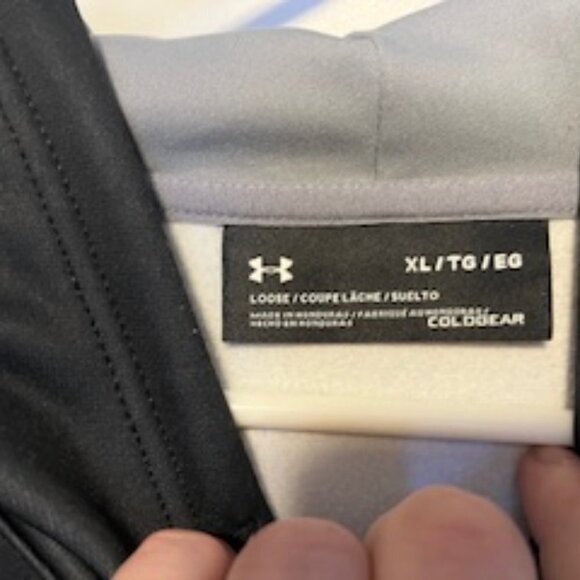 XL / TG / EG
LOOSE / COUPE LÂCHE / SUELTO
MADE IN HONDURAS / FABRIQUÉ AU HONDURAS /
HECHO EN HONDURAS
COLDGEAR